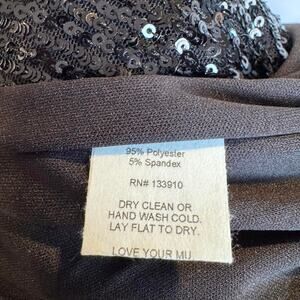 95% Polyester
5% Spandex
RN# 133910
DRY CLEAN OR
HAND WASH COLD.
LAY FLAT TO DRY.
LOVE YOUR MU